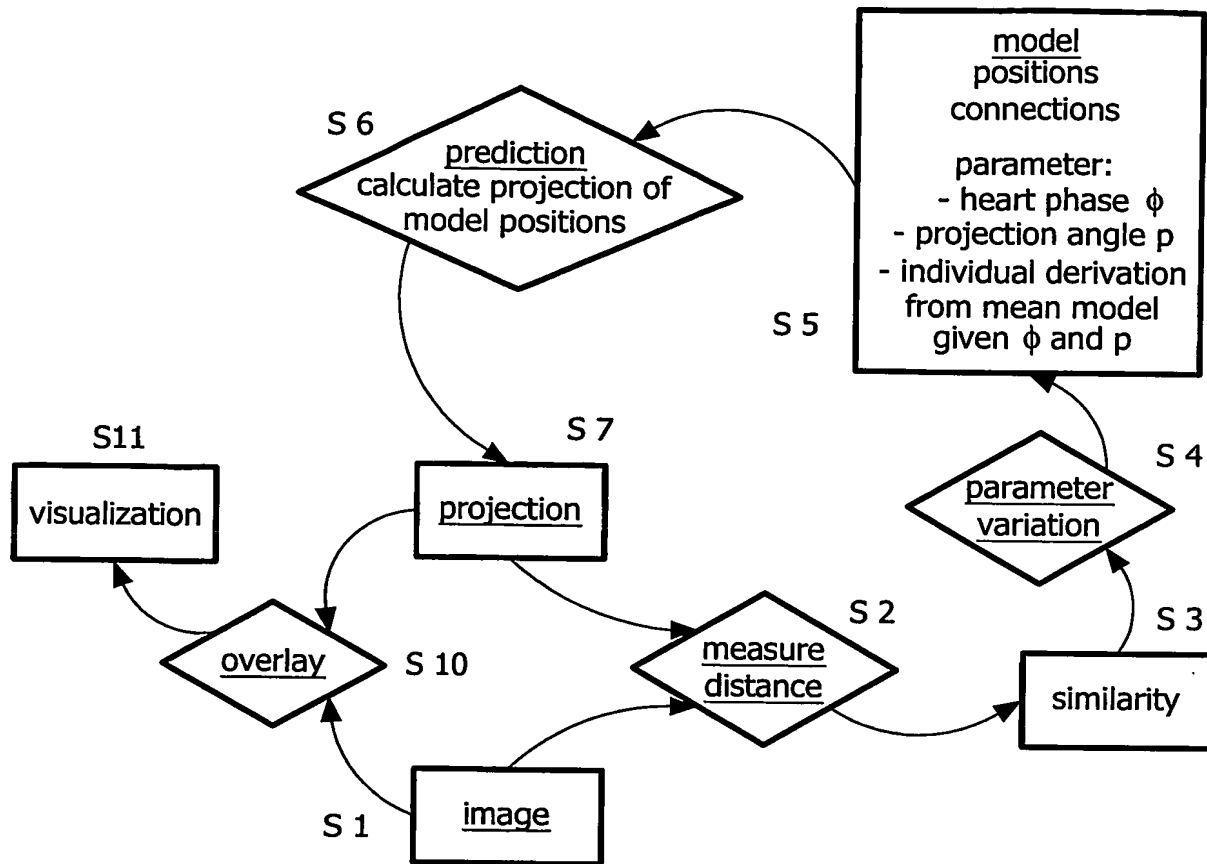 model
positions
connections
parameter:
- heart phase ϕ
- projection angle p
- individual derivation
from mean model
given ϕ and p
S 6
prediction
calculate projection of
model positions
S 5
S 7
S11
visualization
projection
S 4
parameter
variation
S 2
measure
distance
S 3
similarity
overlay
S 10
S 1
image